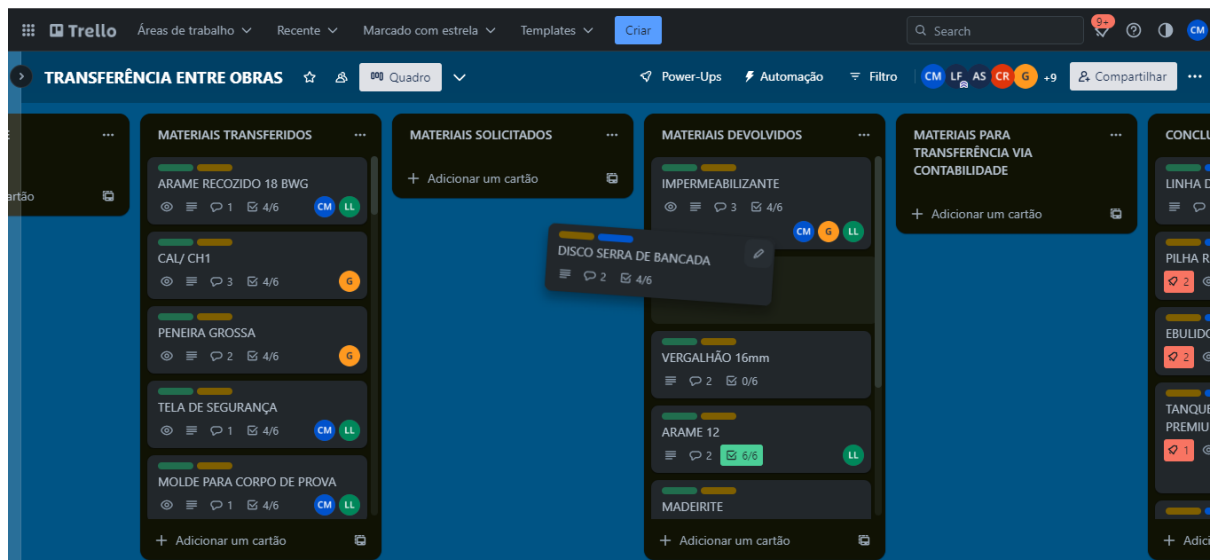 Trello Áreas de trabalho Recente Marcado com estrela Templates Criar Search 9+ CM
TRANSFERÊNCIA ENTRE OBRAS Quadro Power-Ups Automação Filtro CM LF AS CR G +9 Compartilhar
MATERIAIS TRANSFERIDOS
ARAME RECOZIDO 18 BWG
1 4/6 CM LL
CAL/ CH1
3 4/6 G
PENEIRA GROSSA
2 4/6 G
TELA DE SEGURANÇA
1 4/6 CM LL
MOLDE PARA CORPO DE PROVA
1 4/6 CM LL
+ Adicionar um cartão
MATERIAIS SOLICITADOS
+ Adicionar um cartão
DISCO SERRA DE BANCADA
2 4/6
MATERIAIS DEVOLVIDOS
IMPERMEABILIZANTE
3 4/6
CM G LL
VERGALHÃO 16mm
2 0/6
ARAME 12
2 6/6 LL
MADEIRITE
+ Adicionar um cartão
MATERIAIS PARA
TRANSFERÊNCIA VIA
CONTABILIDADE
+ Adicionar um cartão
CONCLU
LINHA D
PILHA R
2
EBULIDO
2
TANQUE
PREMIU
1
+ Adici